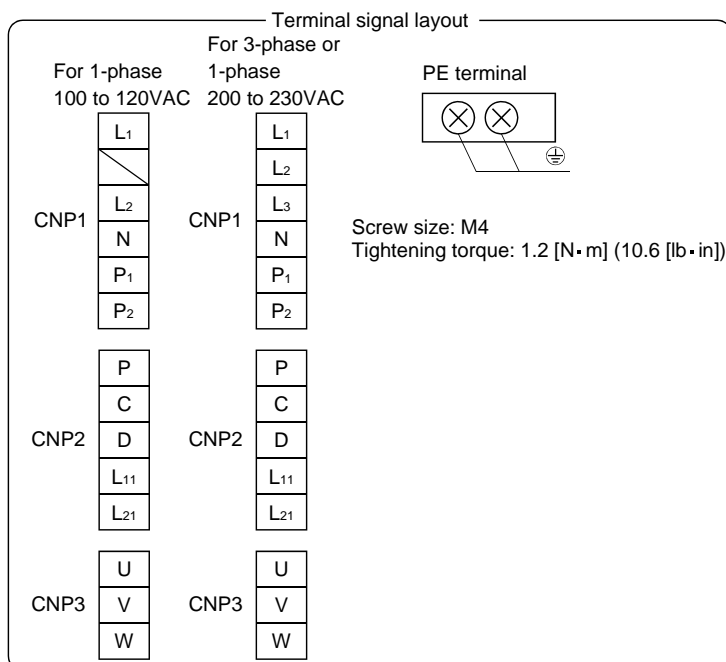 Terminal signal layout
For 1-phase
100 to 120VAC
For 3-phase or
1-phase
200 to 230VAC
PE terminal
CNP1
L1
L2
N
P1
P2
CNP1
L1
L2
L3
N
P1
P2
Screw size: M4
Tightening torque: 1.2 [N·m] (10.6 [lb·in])
CNP2
P
C
D
L11
L21
CNP2
P
C
D
L11
L21
CNP3
U
V
W
CNP3
U
V
W